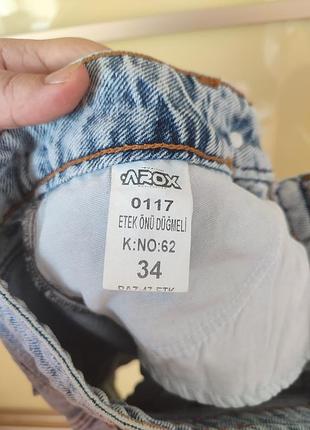 AROX
0117
ETEK ÖNÜ DÜĞMELİ
K:NO:62
34